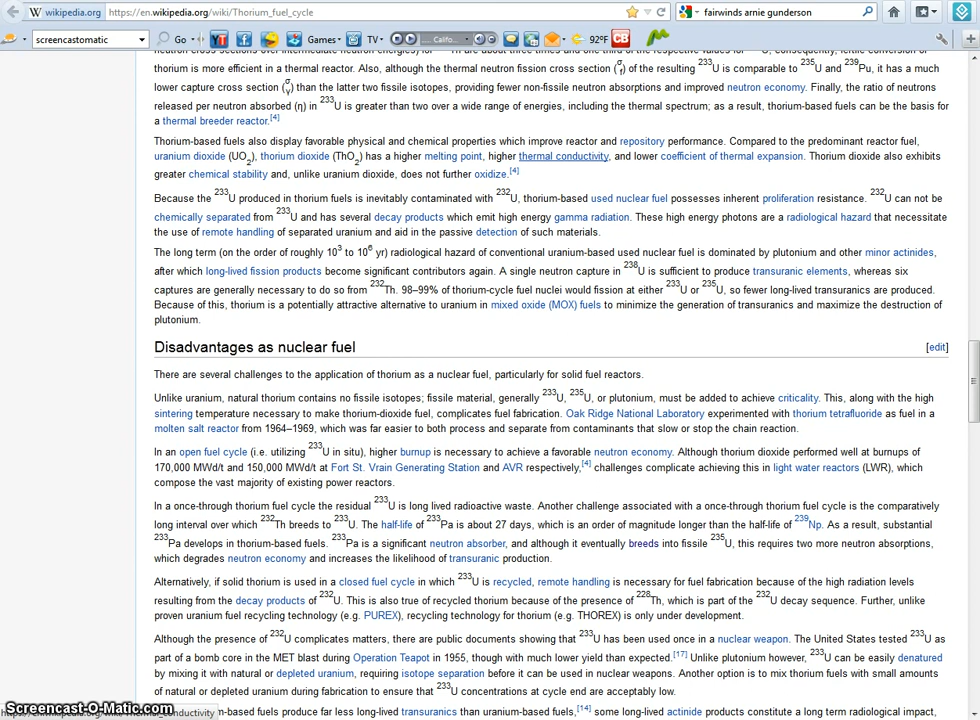 wikipedia.org https://en.wikipedia.org/wiki/Thorium_fuel_cycle fairwinds arnie gunderson
screencastomatic Go Games TV Califo... 92°F CB
thorium is more efficient in a thermal reactor. Also, although the thermal neutron fission cross section (σf) of the resulting 233U is comparable to 235U and 239Pu, it has a much
lower capture cross section (σγ) than the latter two fissile isotopes, providing fewer non-fissile neutron absorptions and improved neutron economy. Finally, the ratio of neutrons
released per neutron absorbed (η) in 233U is greater than two over a wide range of energies, including the thermal spectrum; as a result, thorium-based fuels can be the basis for
a thermal breeder reactor.[4]
Thorium-based fuels also display favorable physical and chemical properties which improve reactor and repository performance. Compared to the predominant reactor fuel,
uranium dioxide (UO2), thorium dioxide (ThO2) has a higher melting point, higher thermal conductivity, and lower coefficient of thermal expansion. Thorium dioxide also exhibits
greater chemical stability and, unlike uranium dioxide, does not further oxidize.[4]
Because the 233U produced in thorium fuels is inevitably contaminated with 232U, thorium-based used nuclear fuel possesses inherent proliferation resistance. 232U can not be
chemically separated from 233U and has several decay products which emit high energy gamma radiation. These high energy photons are a radiological hazard that necessitate
the use of remote handling of separated uranium and aid in the passive detection of such materials.
The long term (on the order of roughly 10^3 to 10^6 yr) radiological hazard of conventional uranium-based used nuclear fuel is dominated by plutonium and other minor actinides,
after which long-lived fission products become significant contributors again. A single neutron capture in 238U is sufficient to produce transuranic elements, whereas six
captures are generally necessary to do so from 232Th. 98–99% of thorium-cycle fuel nuclei would fission at either 233U or 235U, so fewer long-lived transuranics are produced.
Because of this, thorium is a potentially attractive alternative to uranium in mixed oxide (MOX) fuels to minimize the generation of transuranics and maximize the destruction of
plutonium.
Disadvantages as nuclear fuel [edit]
There are several challenges to the application of thorium as a nuclear fuel, particularly for solid fuel reactors.
Unlike uranium, natural thorium contains no fissile isotopes; fissile material, generally 233U, 235U, or plutonium, must be added to achieve criticality. This, along with the high
sintering temperature necessary to make thorium-dioxide fuel, complicates fuel fabrication. Oak Ridge National Laboratory experimented with thorium tetrafluoride as fuel in a
molten salt reactor from 1964–1969, which was far easier to both process and separate from contaminants that slow or stop the chain reaction.
In an open fuel cycle (i.e. utilizing 233U in situ), higher burnup is necessary to achieve a favorable neutron economy. Although thorium dioxide performed well at burnups of
170,000 MWd/t and 150,000 MWd/t at Fort St. Vrain Generating Station and AVR respectively,[4] challenges complicate achieving this in light water reactors (LWR), which
compose the vast majority of existing power reactors.
In a once-through thorium fuel cycle the residual 233U is long lived radioactive waste. Another challenge associated with a once-through thorium fuel cycle is the comparatively
long interval over which 232Th breeds to 233U. The half-life of 233Pa is about 27 days, which is an order of magnitude longer than the half-life of 239Np. As a result, substantial
233Pa develops in thorium-based fuels. 233Pa is a significant neutron absorber, and although it eventually breeds into fissile 235U, this requires two more neutron absorptions,
which degrades neutron economy and increases the likelihood of transuranic production.
Alternatively, if solid thorium is used in a closed fuel cycle in which 233U is recycled, remote handling is necessary for fuel fabrication because of the high radiation levels
resulting from the decay products of 232U. This is also true of recycled thorium because of the presence of 228Th, which is part of the 232U decay sequence. Further, unlike
proven uranium fuel recycling technology (e.g. PUREX), recycling technology for thorium (e.g. THOREX) is only under development.
Although the presence of 232U complicates matters, there are public documents showing that 233U has been used once in a nuclear weapon. The United States tested 233U as
part of a bomb core in the MET blast during Operation Teapot in 1955, though with much lower yield than expected.[17] Unlike plutonium however, 233U can be easily denatured
by mixing it with natural or depleted uranium, requiring isotope separation before it can be used in nuclear weapons. Another option is to mix thorium fuels with small amounts
of natural or depleted uranium during fabrication to ensure that 233U concentrations at cycle end are acceptably low.
Screencast-O-Matic.com
-based fuels produce far less long-lived transuranics than uranium-based fuels,[14] some long-lived actinide products constitute a long term radiological impact,